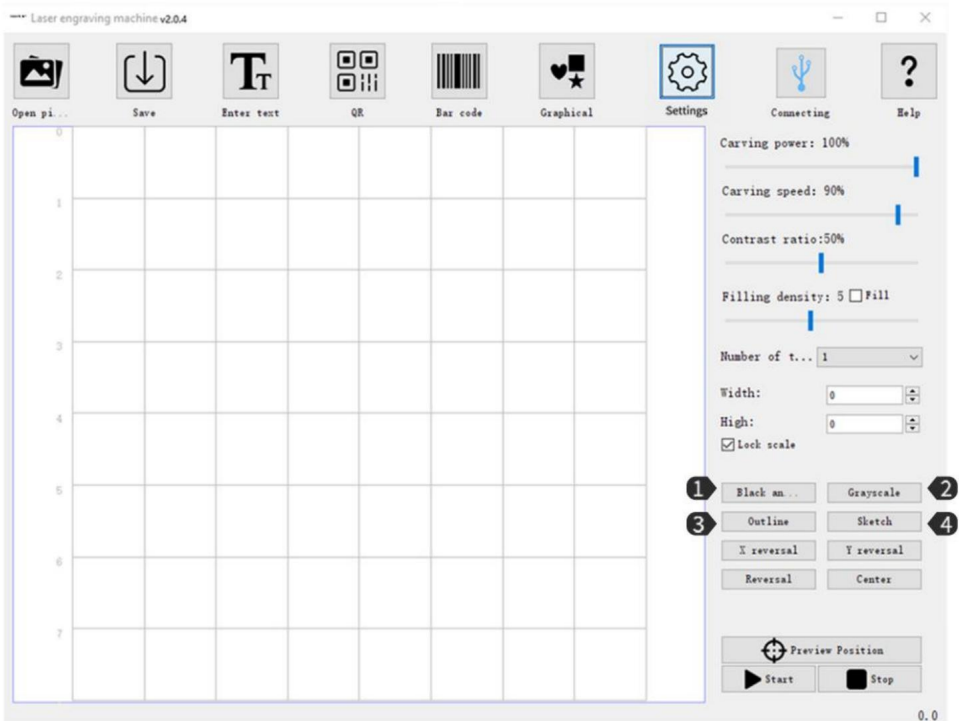 Laser engraving machine v2.0.4
Open pi... Save Enter text QR Bar code Graphical Settings Connecting Help
0
1
2
3
4
5
6
7
Carving power: 100%
Carving speed: 90%
Contrast ratio:50%
Filling density: 5 Fill
Number of t... 1
Width: 0
High: 0
Lock scale
1 Black an... Grayscale 2
3 Outline Sketch 4
X reversal Y reversal
Reversal Center
Preview Position
Start Stop
0.0